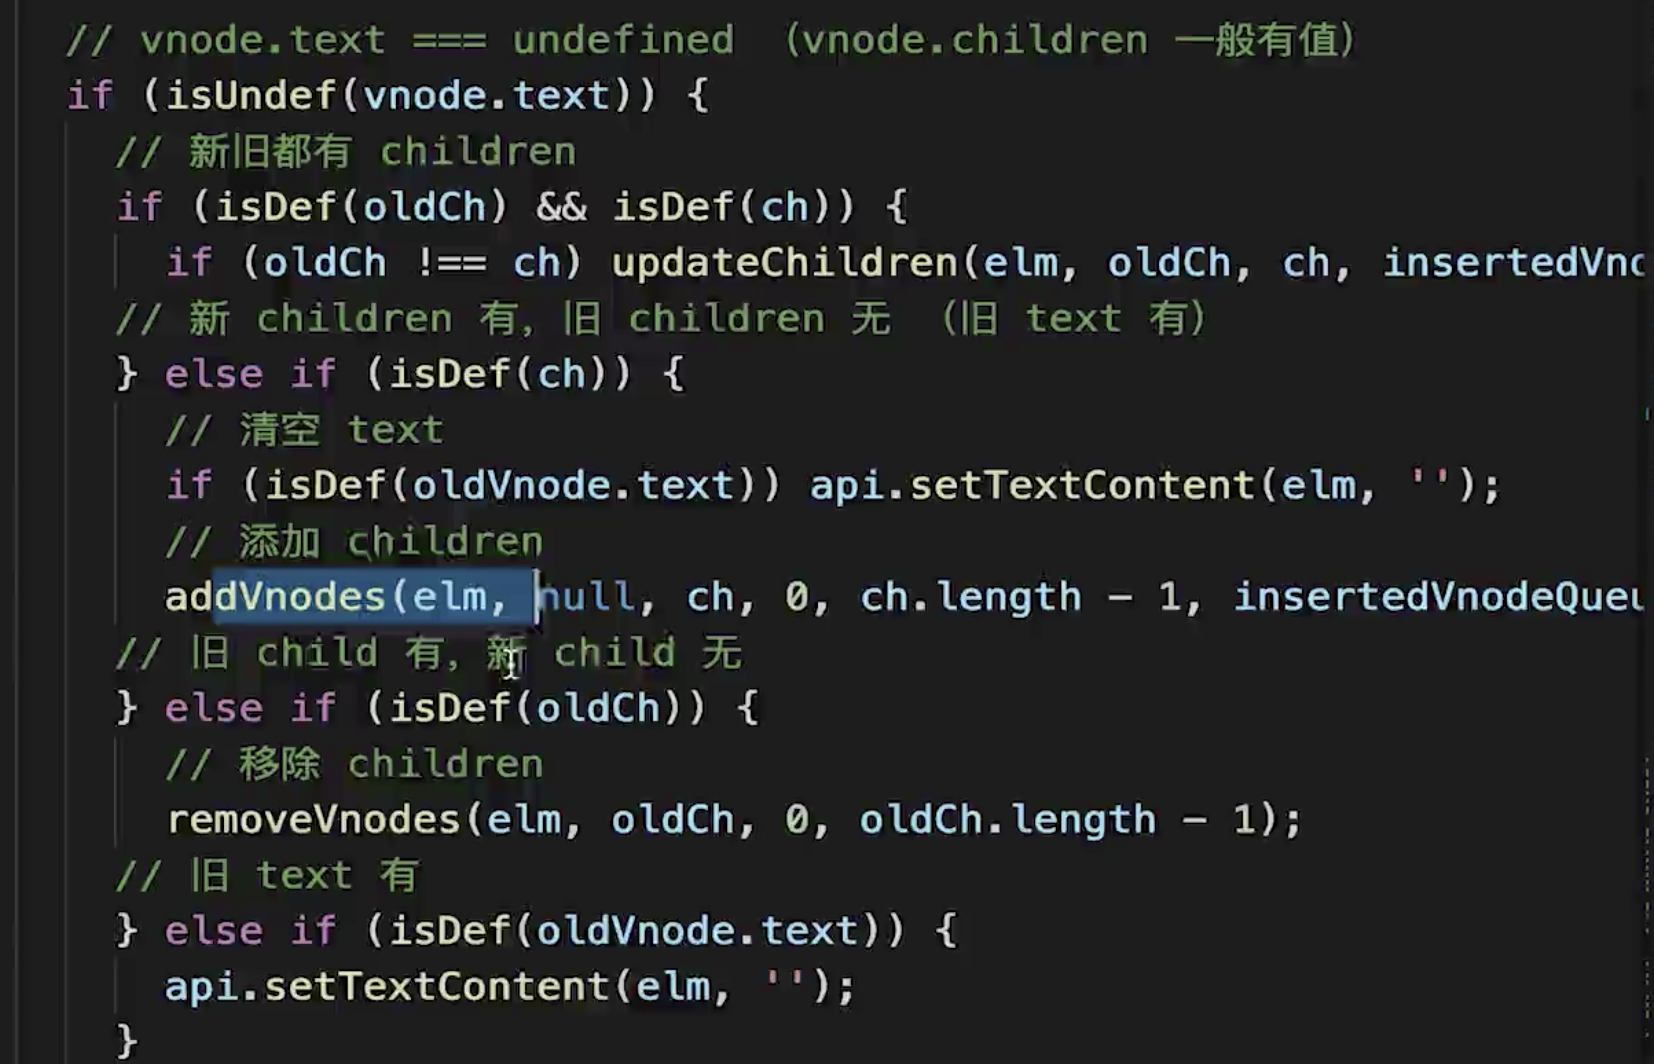 // vnode.text === undefined （vnode.children 一般有值）
if (isUndef(vnode.text)) {
// 新旧都有 children
if (isDef(oldCh) && isDef(ch)) {
if (oldCh !== ch) updateChildren(elm, oldCh, ch, insertedVno
// 新 children 有，旧 children 无 （旧 text 有）
} else if (isDef(ch)) {
// 清空 text
if (isDef(oldVnode.text)) api.setTextContent(elm, '');
// 添加 children
addVnodes(elm, null, ch, 0, ch.length - 1, insertedVnodeQueu
// 旧 child 有，新 child 无
} else if (isDef(oldCh)) {
// 移除 children
removeVnodes(elm, oldCh, 0, oldCh.length - 1);
// 旧 text 有
} else if (isDef(oldVnode.text)) {
api.setTextContent(elm, '');
}